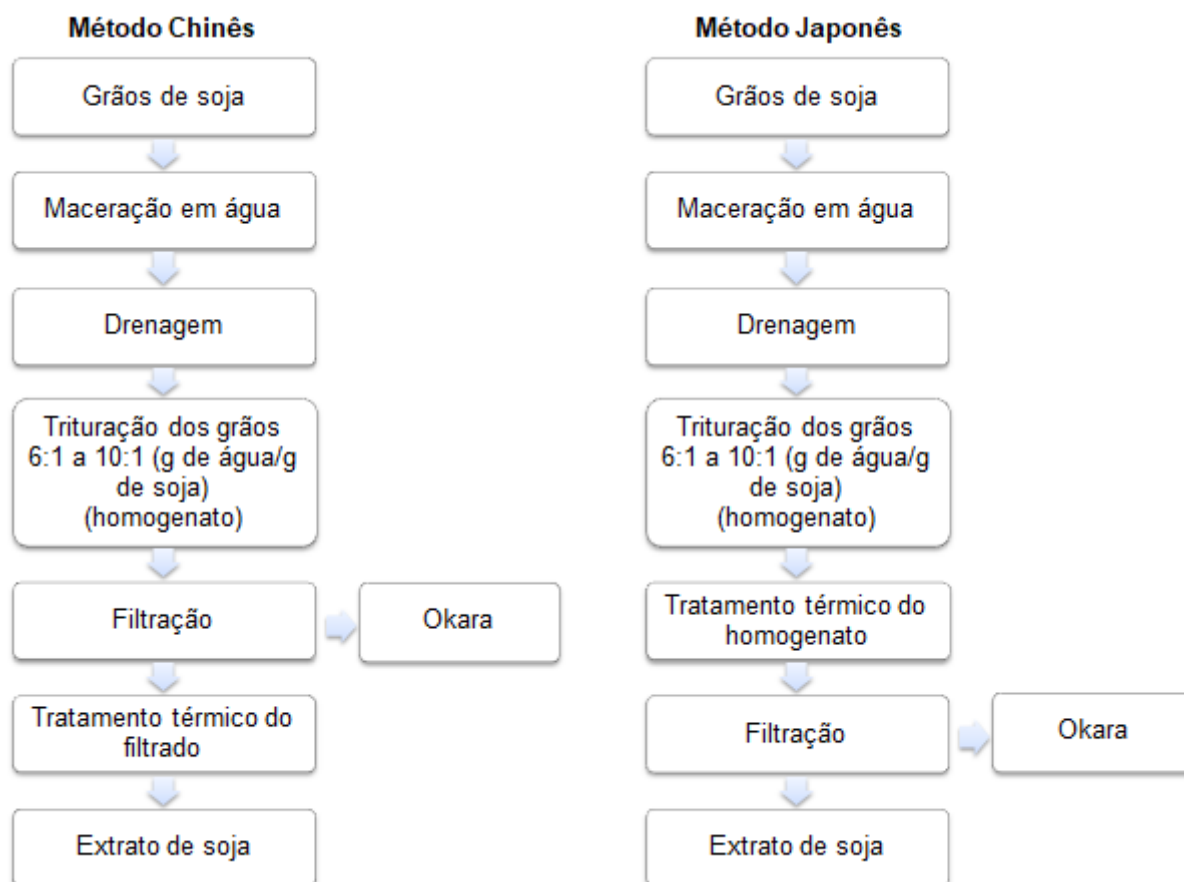 Método Chinês
Grãos de soja
Maceração em água
Drenagem
Trituração dos grãos
6:1 a 10:1 (g de água/g
de soja)
(homogenato)
Filtração
Okara
Tratamento térmico do
filtrado
Extrato de soja
Método Japonês
Grãos de soja
Maceração em água
Drenagem
Trituração dos grãos
6:1 a 10:1 (g de água/g
de soja)
(homogenato)
Tratamento térmico do
homogenato
Filtração
Okara
Extrato de soja